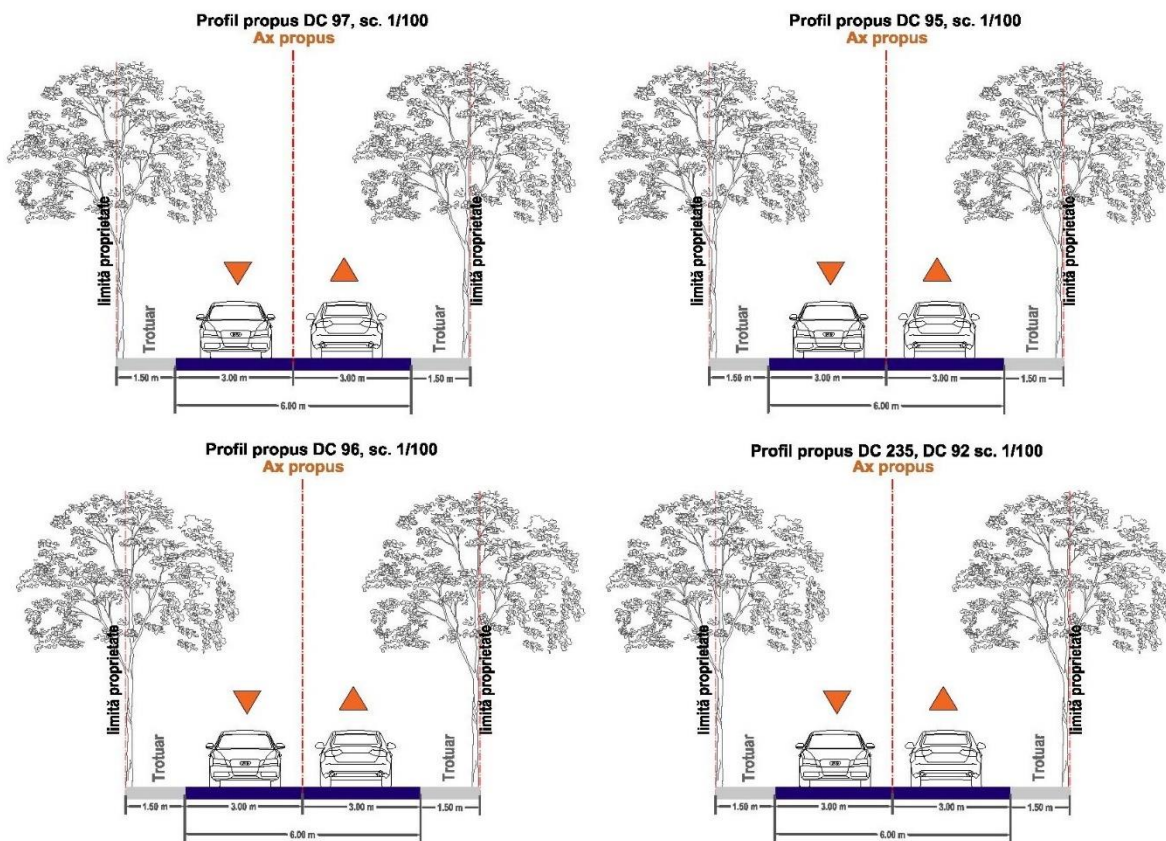 Profil propus DC 97, sc. 1/100
Ax propus
limită proprietate
limită proprietate
Trotuar
Trotuar
1.50 m
3.00 m
3.00 m
1.50 m
6.00 m
Profil propus DC 95, sc. 1/100
Ax propus
limită proprietate
limită proprietate
Trotuar
Trotuar
1.50 m
3.00 m
3.00 m
1.50 m
6.00 m
Profil propus DC 96, sc. 1/100
Ax propus
limită proprietate
limită proprietate
Trotuar
Trotuar
1.50 m
3.00 m
3.00 m
1.50 m
6.00 m
Profil propus DC 235, DC 92 sc. 1/100
Ax propus
limită proprietate
limită proprietate
Trotuar
Trotuar
1.50 m
3.00 m
3.00 m
1.50 m
6.00 m